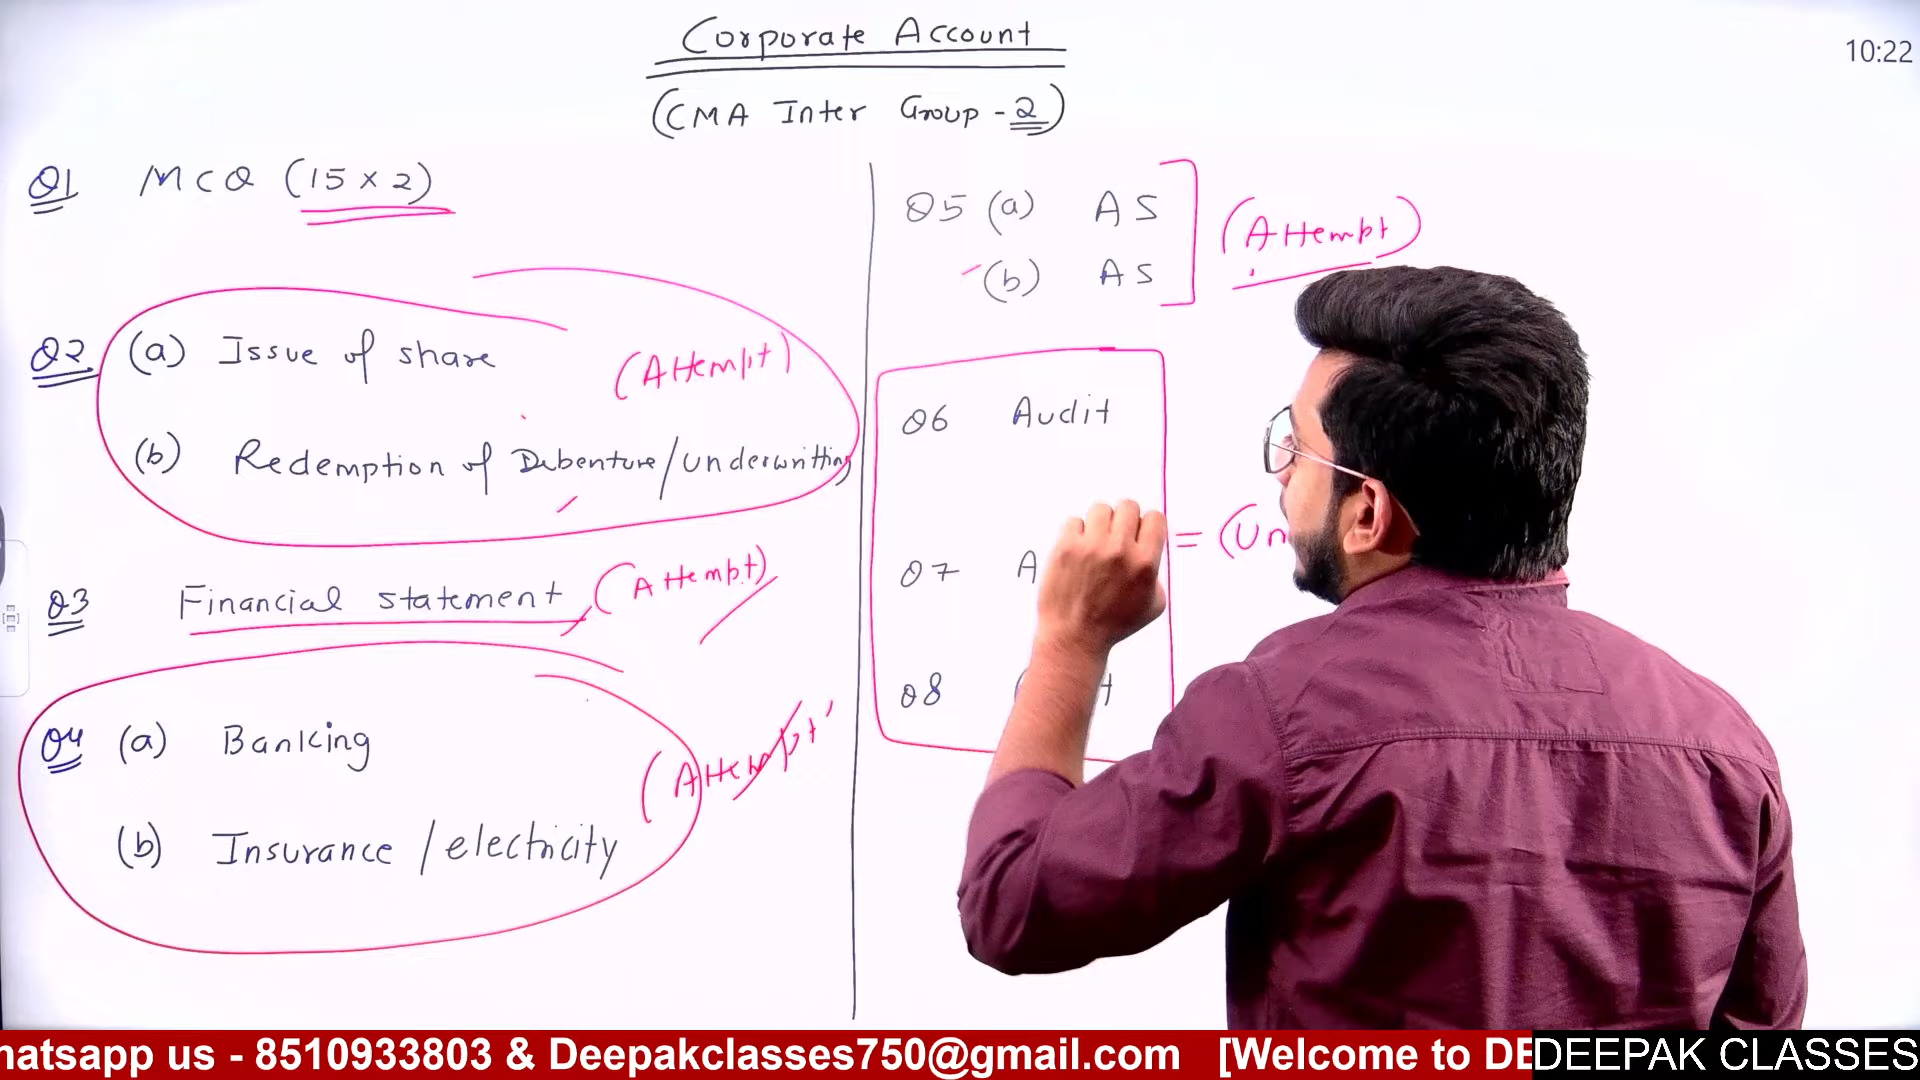 Corporate Account
(CMA Inter Group - 2)
10:22
Q1 MCQ (15 x 2)
Q2 (a) Issue of share (Attempt)
(b) Redemption of Debenture/underwritting
Q3 Financial statement (Attempt)
Q4 (a) Banking (Attempt)
(b) Insurance / electricity
Q5 (a) AS (Attempt)
(b) AS
Q6 Audit
Q7
= (Un
Q8
hatsapp us - 8510933803 & Deepakclasses750@gmail.com [Welcome to DE
DEEPAK CLASSES